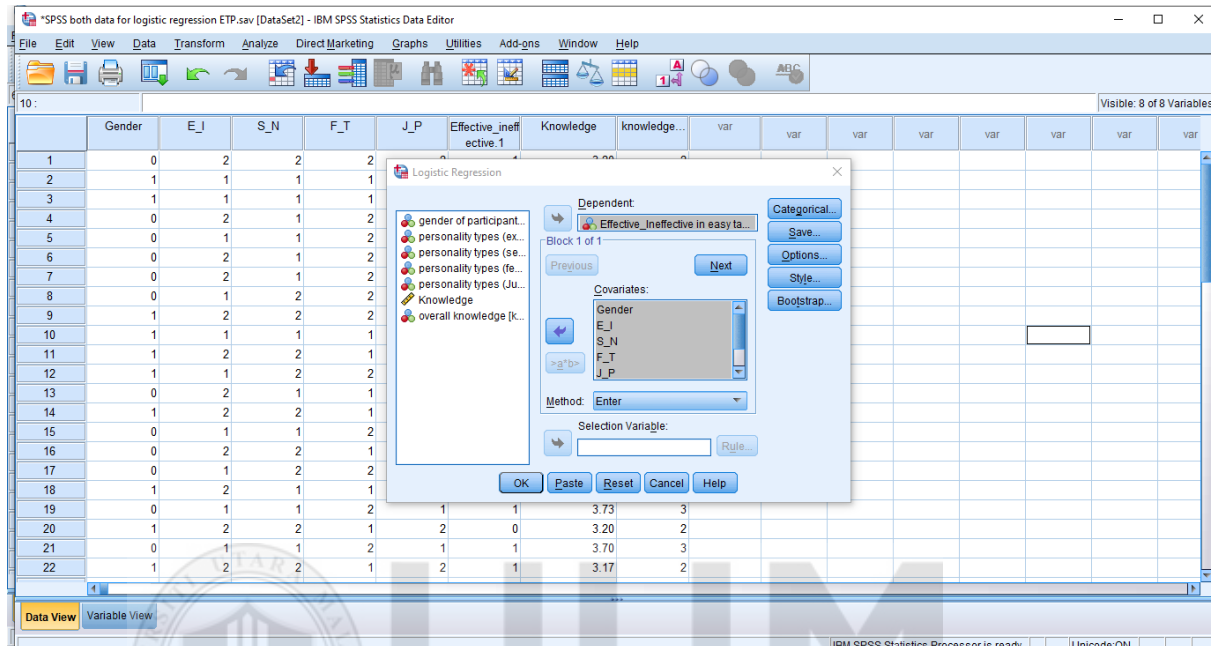 *SPSS both data for logistic regression ETP.sav [DataSet2] - IBM SPSS Statistics Data Editor
File Edit View Data Transform Analyze Direct Marketing Graphs Utilities Add-ons Window Help
10 : Visible: 8 of 8 Variables
Gender E_I S_N F_T J_P Effective_ineffective.1 Knowledge knowledge... var var var var var var var var
1 0 2 2 2
2 1 1 1 1
3 1 1 1 1
4 0 2 1 2
5 0 1 1 2
6 0 2 1 2
7 0 2 1 2
8 0 1 2 2
9 1 2 2 2
10 1 1 1 1
11 1 2 2 1
12 1 1 2 2
13 0 2 1 1
14 1 2 2 1
15 0 1 1 2
16 0 2 2 1
17 0 1 2 2
18 1 2 1 1
19 0 1 1 2 1 1 3.73 3
20 1 2 2 1 2 0 3.20 2
21 0 1 1 2 1 1 3.70 3
22 1 2 2 1 2 1 3.17 2
Logistic Regression
gender of participant...
personality types (ex...
personality types (se...
personality types (fe...
personality types (Ju...
Knowledge
overall knowledge [k...
Dependent:
Effective_Ineffective in easy ta...
Block 1 of 1
Previous Next
Covariates:
Gender
E_I
S_N
F_T
J_P
>a*b>
Method: Enter
Selection Variable:
Rule...
Categorical...
Save...
Options...
Style...
Bootstrap...
OK Paste Reset Cancel Help
Data View Variable View
IBM SPSS Statistics Processor is ready Unicode:ON